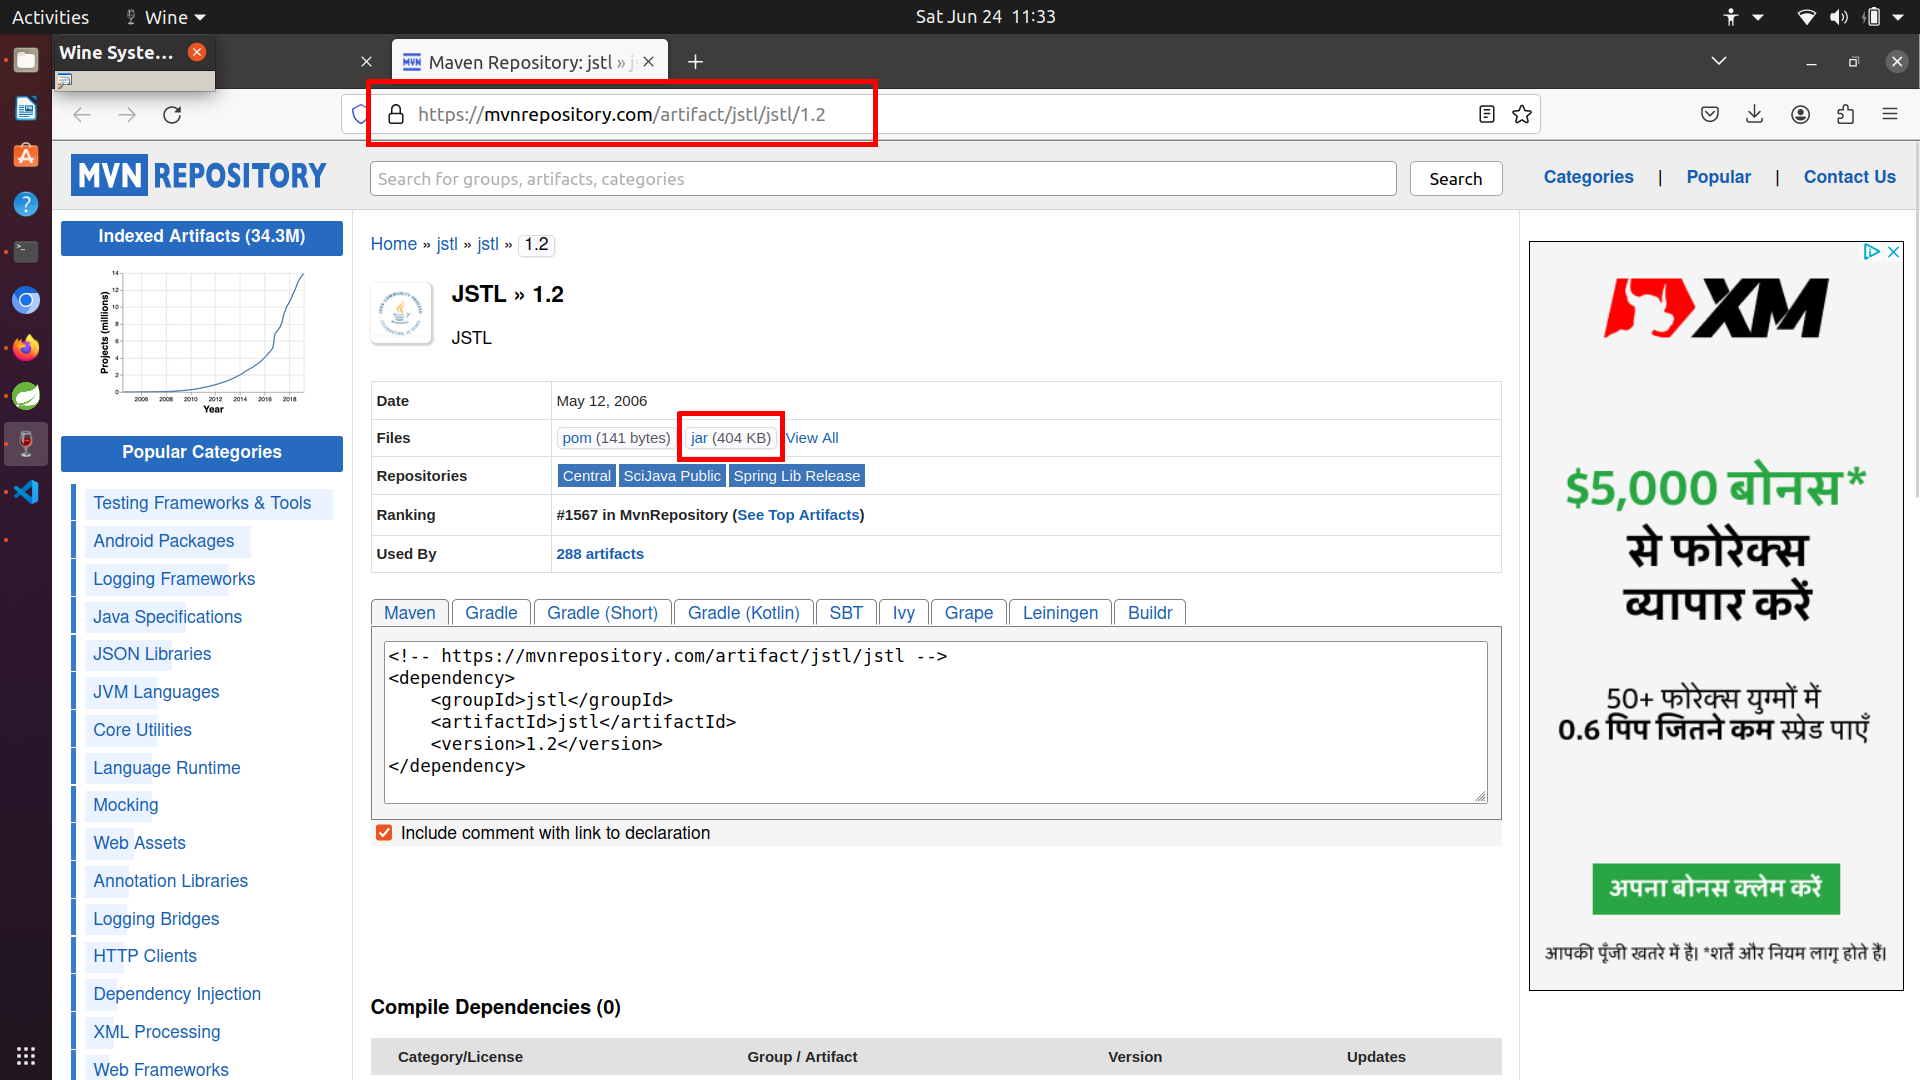 Activities
Wine
Sat Jun 24 11:33
Wine Syste...
Maven Repository: jstl » j
https://mvnrepository.com/artifact/jstl/jstl/1.2
MVN REPOSITORY
Search for groups, artifacts, categories
Search
Categories | Popular | Contact Us
Indexed Artifacts (34.3M)
Projects (millions)
14
12
10
8
6
4
2
0
2006 2008 2010 2012 2014 2016 2018
Year
Popular Categories
Testing Frameworks & Tools
Android Packages
Logging Frameworks
Java Specifications
JSON Libraries
JVM Languages
Core Utilities
Language Runtime
Mocking
Web Assets
Annotation Libraries
Logging Bridges
HTTP Clients
Dependency Injection
XML Processing
Web Frameworks
Home » jstl » jstl » 1.2
JSTL » 1.2
JSTL
Date May 12, 2006
Files pom (141 bytes) jar (404 KB) View All
Repositories Central SciJava Public Spring Lib Release
Ranking #1567 in MvnRepository (See Top Artifacts)
Used By 288 artifacts
Maven Gradle Gradle (Short) Gradle (Kotlin) SBT Ivy Grape Leiningen Buildr
<!-- https://mvnrepository.com/artifact/jstl/jstl -->
<dependency>
    <groupId>jstl</groupId>
    <artifactId>jstl</artifactId>
    <version>1.2</version>
</dependency>
Include comment with link to declaration
Compile Dependencies (0)
Category/License Group / Artifact Version Updates
XM
$5,000 बोनस*
से फोरेक्स
व्यापार करें
50+ फोरेक्स युग्मों में
0.6 पिप जितने कम स्प्रेड पाएँ
अपना बोनस क्लेम करें
आपकी पूँजी खतरे में है। *शर्तें और नियम लागू होते हैं।